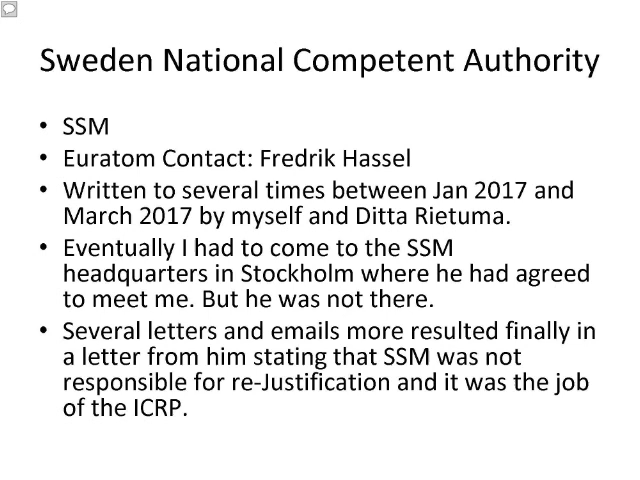 Sweden National Competent Authority
• SSM
• Euratom Contact: Fredrik Hassel
• Written to several times between Jan 2017 and
March 2017 by myself and Ditta Rietuma.
• Eventually I had to come to the SSM
headquarters in Stockholm where he had agreed
to meet me. But he was not there.
• Several letters and emails more resulted finally in
a letter from him stating that SSM was not
responsible for re-Justification and it was the job
of the ICRP.